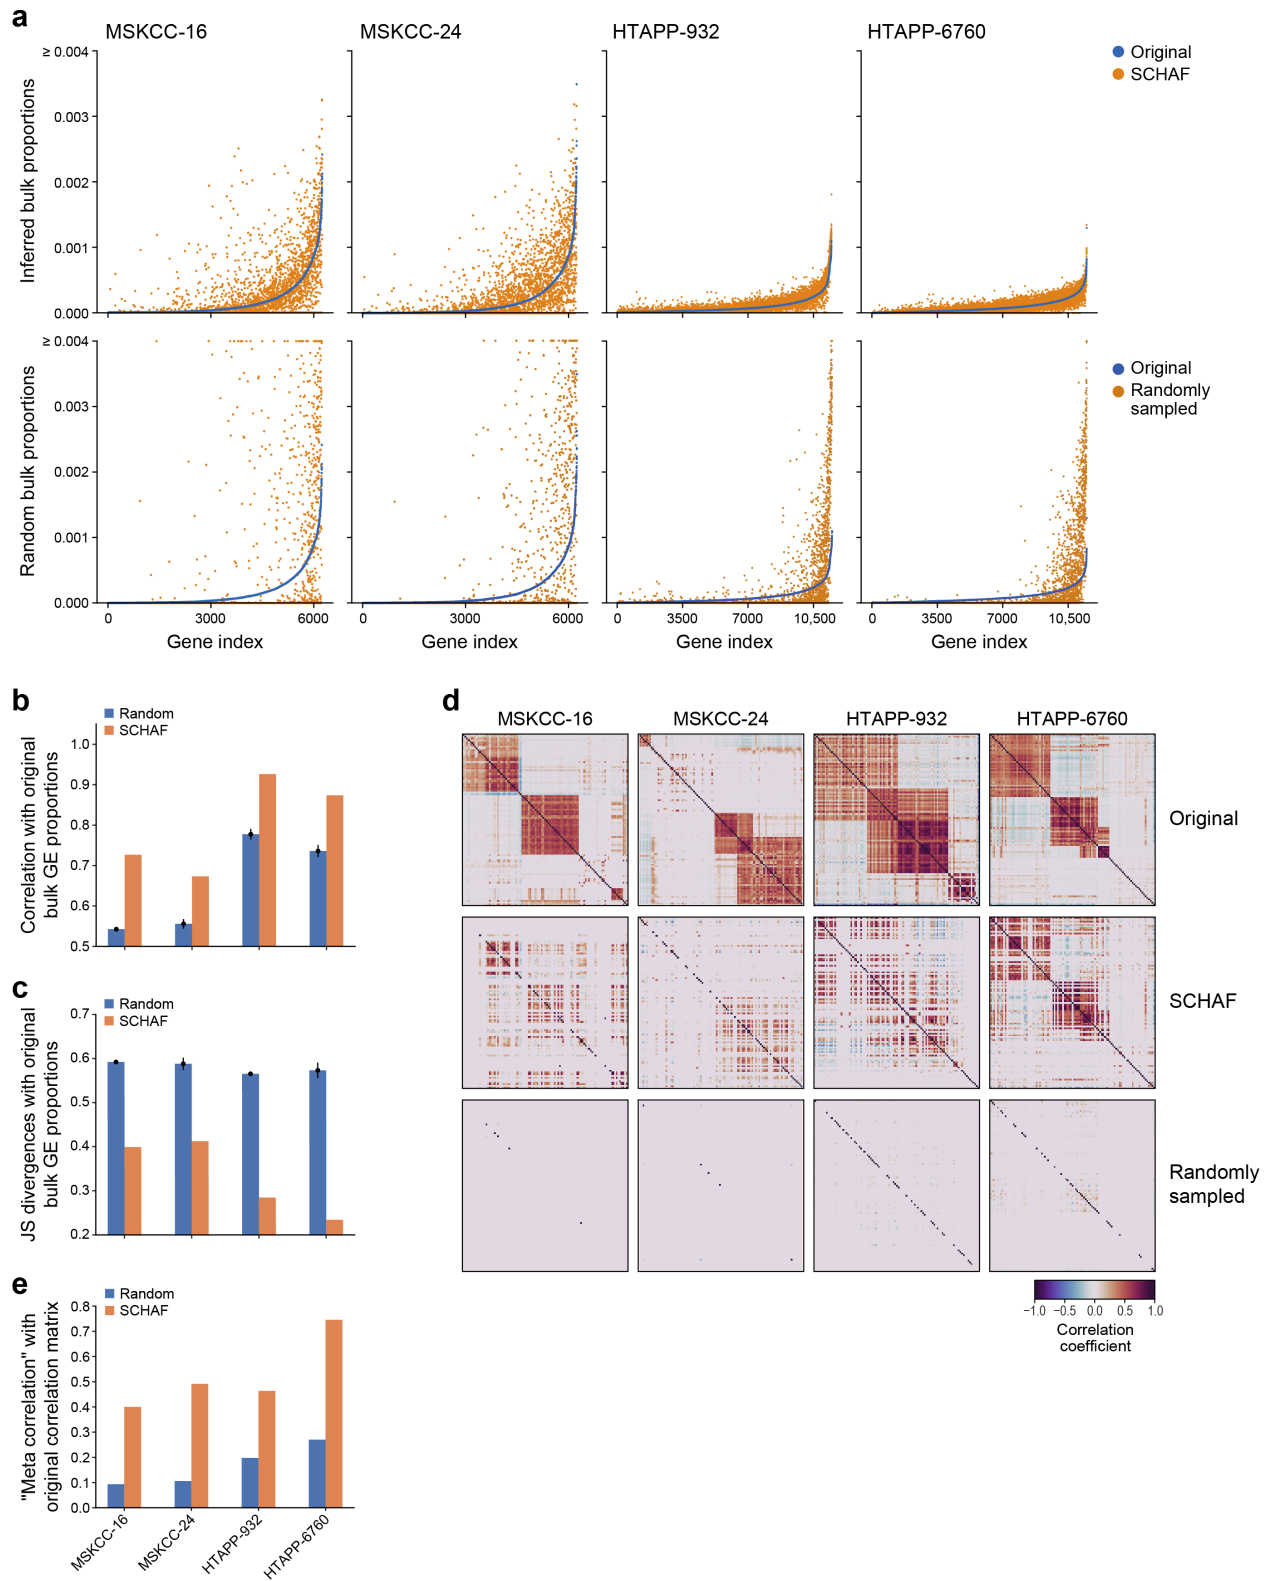 a
MSKCC-16
MSKCC-24
HTAPP-932
HTAPP-6760
Inferred bulk proportions
≥ 0.004
0.003
0.002
0.001
0.000
Original
SCHAF
Random bulk proportions
≥ 0.004
0.003
0.002
0.001
0.000
Original
Randomly
sampled
0
3000
6000
0
3000
6000
0
3500
7000
10,500
0
3500
7000
10,500
Gene index
Gene index
Gene index
Gene index
b
Random
SCHAF
Correlation with original
bulk GE proportions
1.0
0.9
0.8
0.7
0.6
0.5
c
Random
SCHAF
JS divergences with original
bulk GE proportions
0.7
0.6
0.5
0.4
0.3
0.2
d
MSKCC-16
MSKCC-24
HTAPP-932
HTAPP-6760
Original
SCHAF
Randomly
sampled
−1.0
−0.5
0.0
0.5
1.0
Correlation
coefficient
e
Random
SCHAF
"Meta correlation" with
original correlation matrix
0.8
0.7
0.6
0.5
0.4
0.3
0.2
0.1
0.0
MSKCC-16
MSKCC-24
HTAPP-932
HTAPP-6760